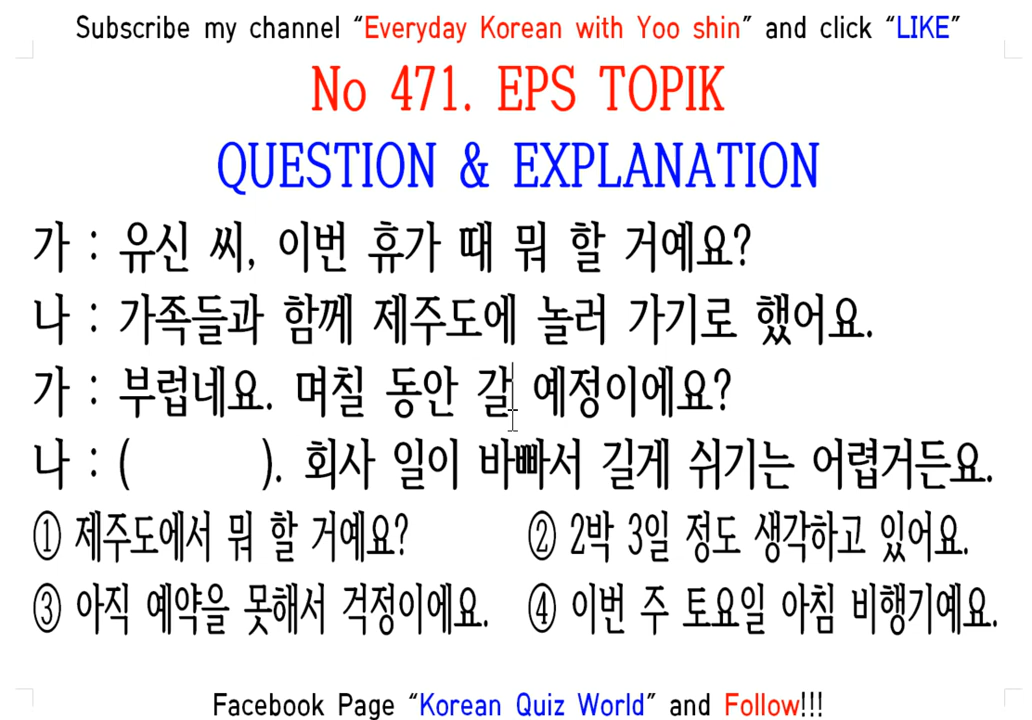 Subscribe my channel “Everyday Korean with Yoo shin” and click “LIKE”
No 471. EPS TOPIK
QUESTION & EXPLANATION
가 : 유신 씨, 이번 휴가 때 뭐 할 거예요?
나 : 가족들과 함께 제주도에 놀러 가기로 했어요.
가 : 부럽네요. 며칠 동안 갈 예정이에요?
나 : (          ). 회사 일이 바빠서 길게 쉬기는 어렵거든요.
① 제주도에서 뭐 할 거예요? ② 2박 3일 정도 생각하고 있어요.
③ 아직 예약을 못해서 걱정이에요. ④ 이번 주 토요일 아침 비행기예요.
Facebook Page “Korean Quiz World” and Follow!!!